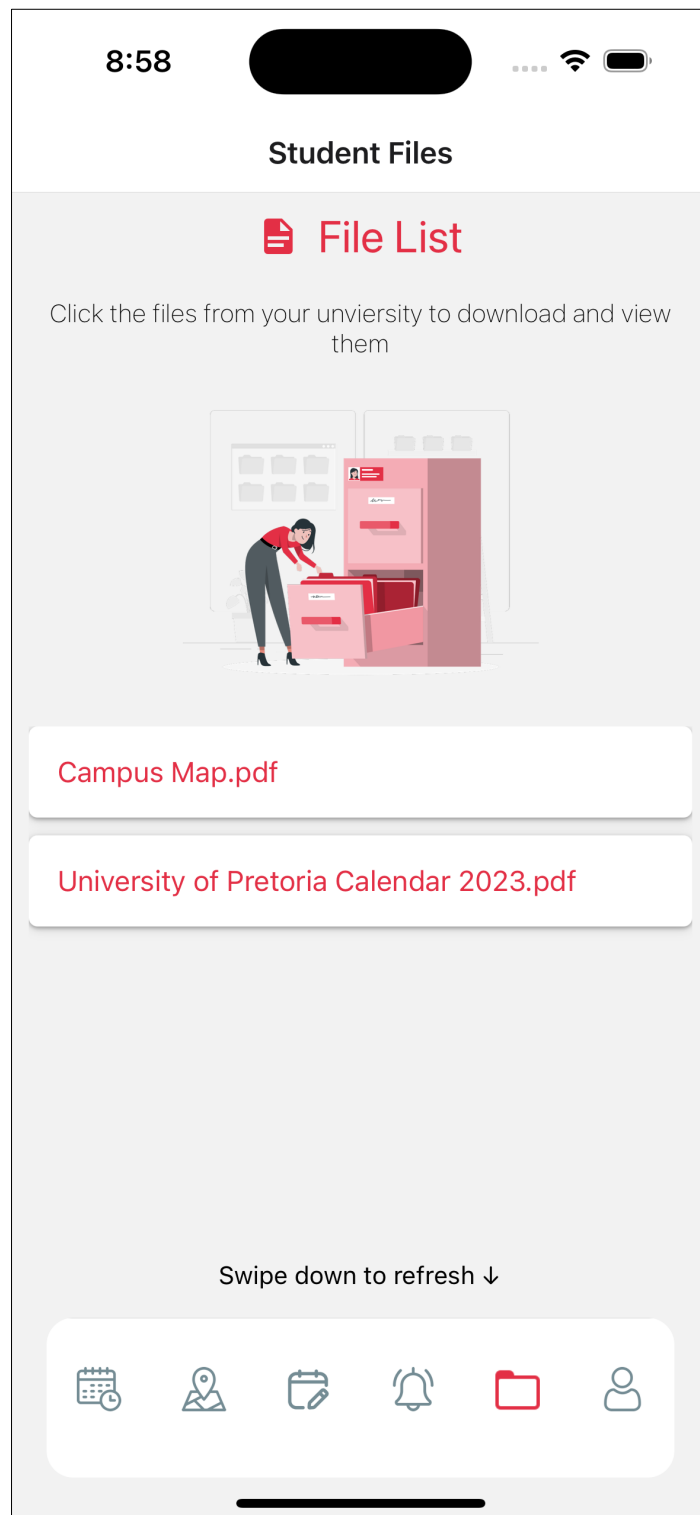 8:58
Student Files
File List
Click the files from your unviersity to download and view
them
Campus Map.pdf
University of Pretoria Calendar 2023.pdf
Swipe down to refresh ↓